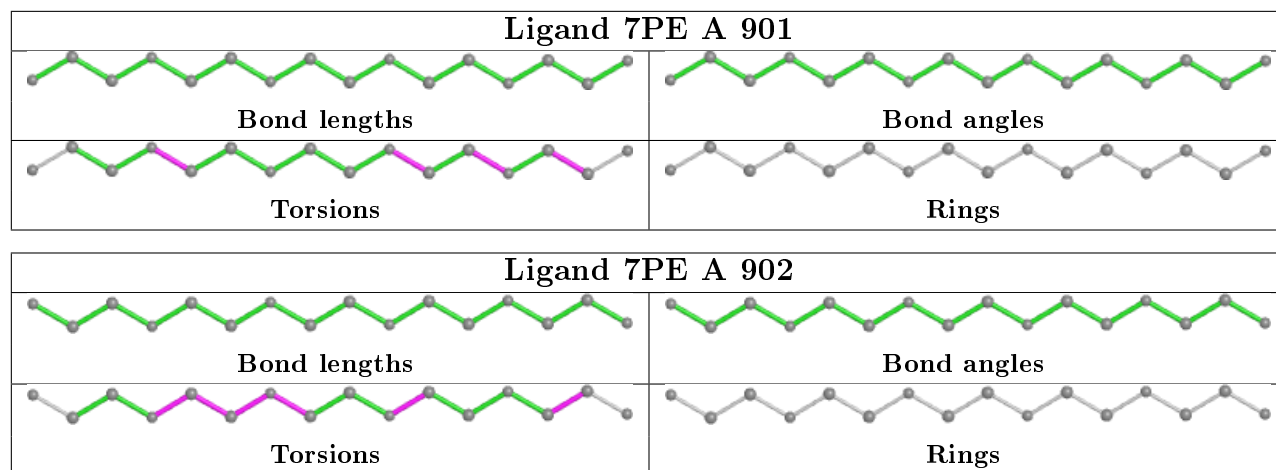 Ligand 7PE A 901
Bond lengths
Bond angles
Torsions
Rings
Ligand 7PE A 902
Bond lengths
Bond angles
Torsions
Rings